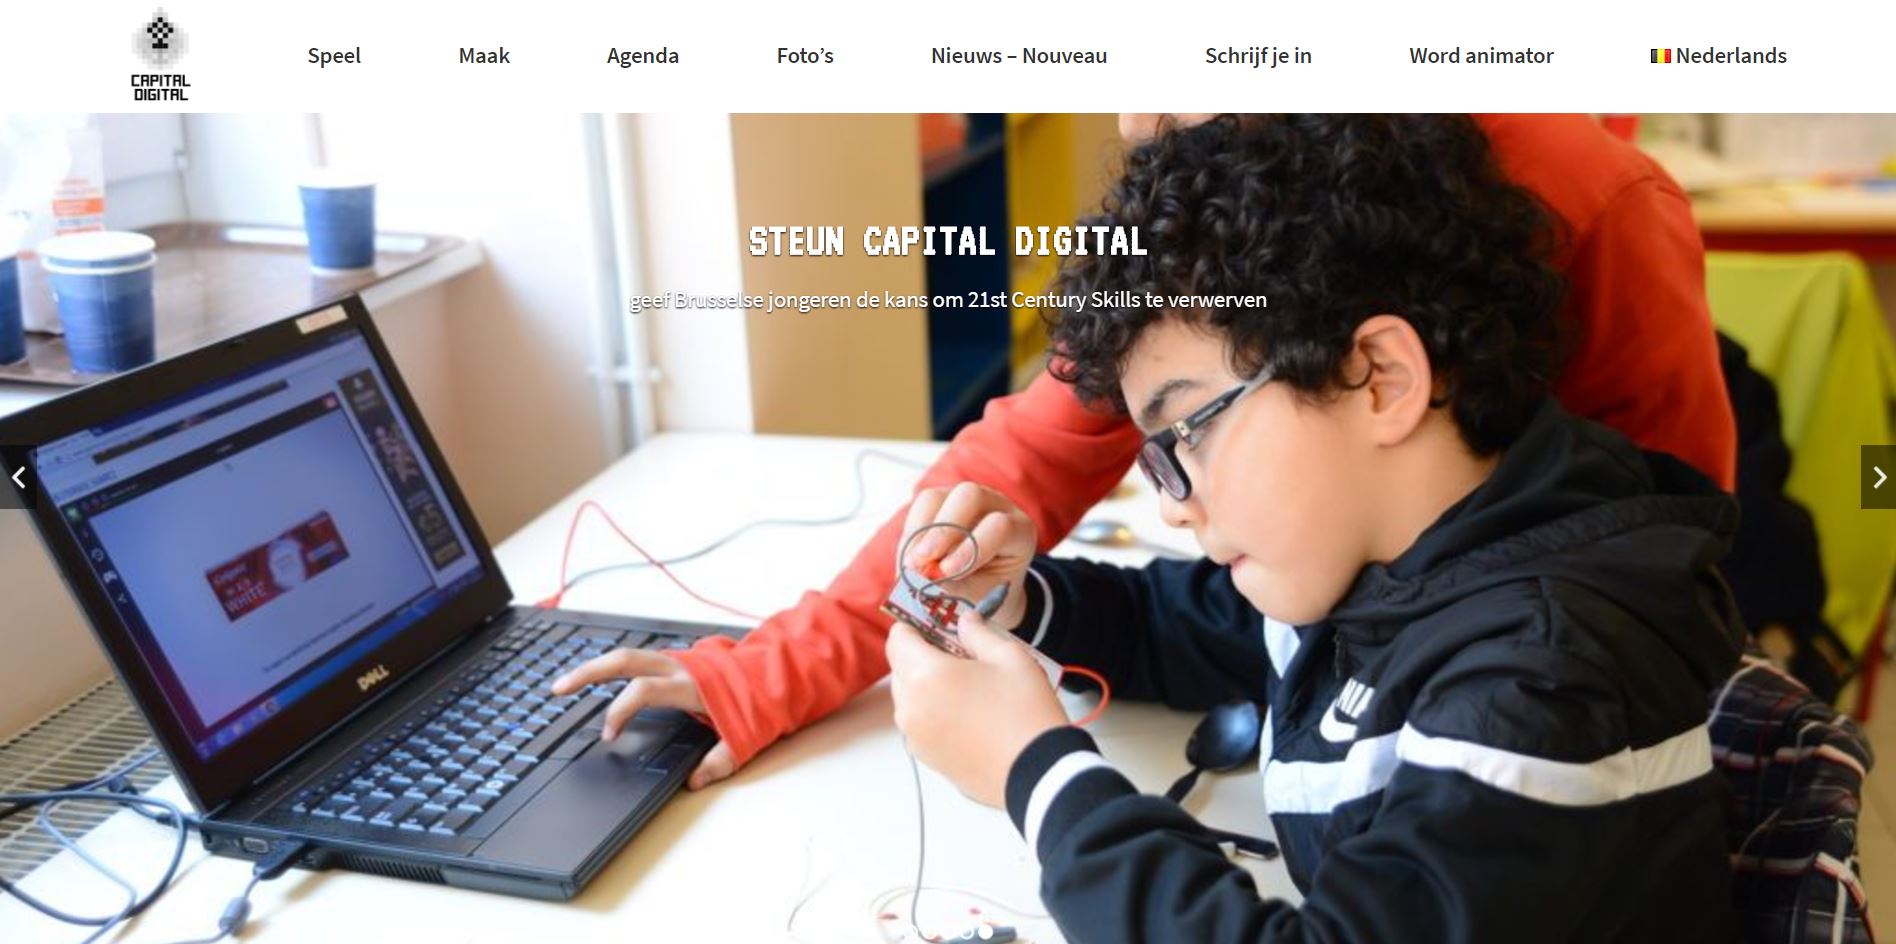 CAPITAL
DIGITAL
Speel
Maak
Agenda
Foto's
Nieuws – Nouveau
Schrijf je in
Word animator
Nederlands
STEUN CAPITAL DIGITAL
geef Brusselse jongeren de kans om 21st Century Skills te verwerven
WHITE
DELL